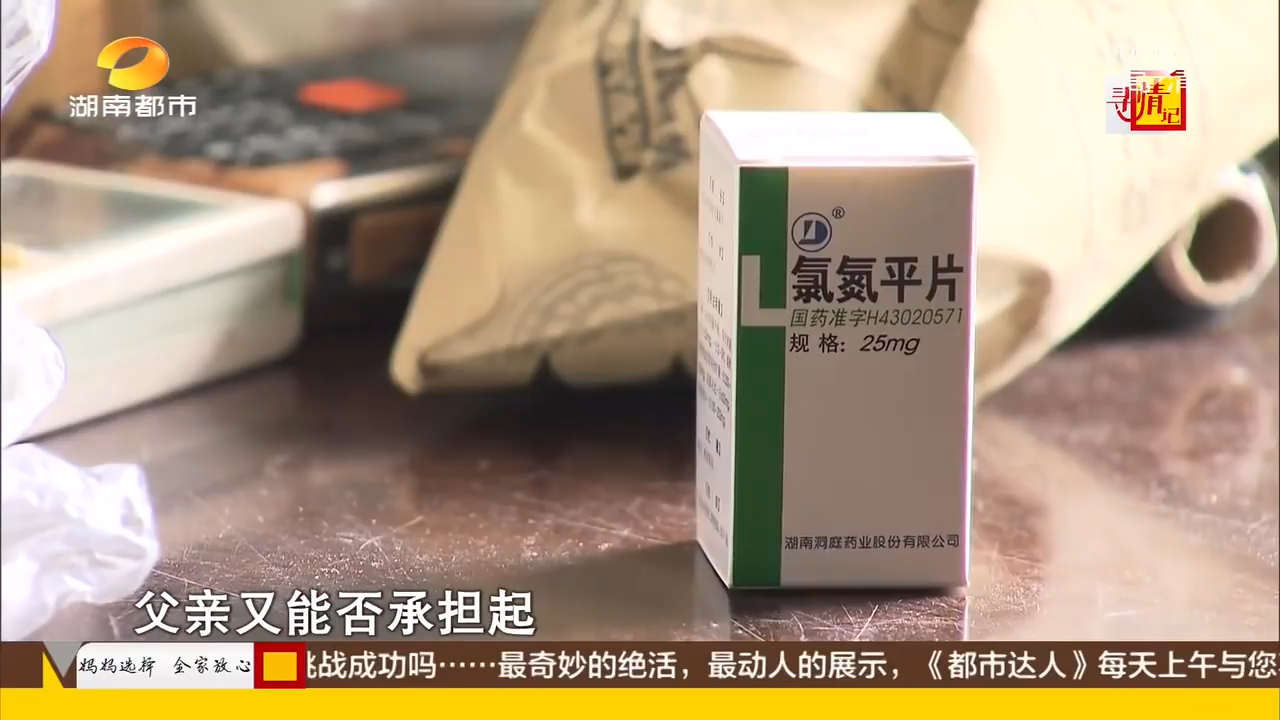 湖南都市
寻情记
®
氯氮平片
国药准字H43020571
规 格：25mg
湖南洞庭药业股份有限公司
父亲又能否承担起
妈妈选择 全家放心
挑战成功吗……最奇妙的绝活，最动人的展示，《都市达人》每天上午与您